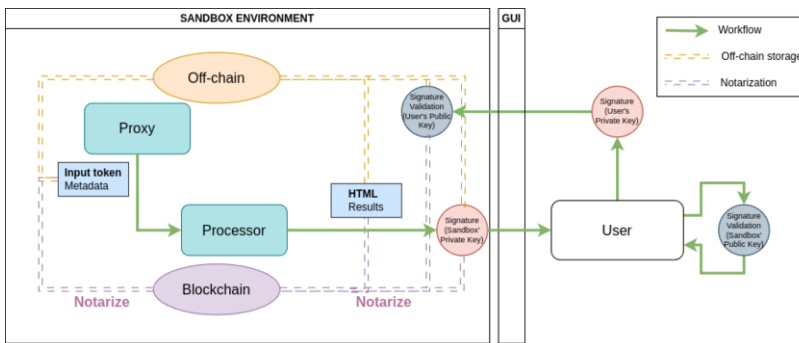 SANDBOX ENVIRONMENT
GUI
Workflow
Off-chain storage
Notarization
Off-chain
Signature
Validation
(User's Public
Key)
Signature
(User's
Private Key)
Proxy
Input token
Metadata
HTML
Results
Processor
Signature
(Sandbox'
Private Key)
User
Signature
Validation
(Sandbox'
Public Key)
Blockchain
Notarize
Notarize